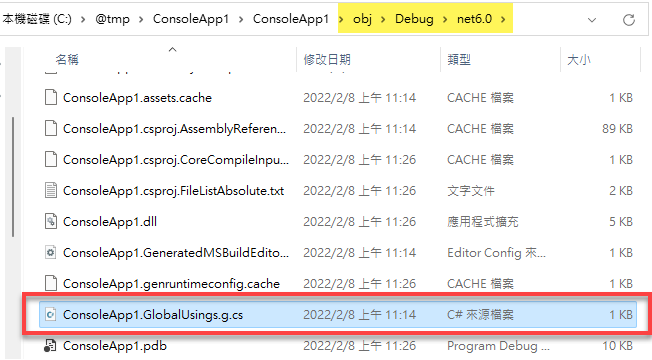 本機磁碟 (C:) > @tmp > ConsoleApp1 > ConsoleApp1 > obj > Debug > net6.0 >
名稱 修改日期 類型 大小
ConsoleApp1.assets.cache 2022/2/8 上午 11:14 CACHE 檔案 1 KB
ConsoleApp1.csproj.AssemblyReferen... 2022/2/8 上午 11:14 CACHE 檔案 89 KB
ConsoleApp1.csproj.CoreCompileInpu... 2022/2/8 上午 11:26 CACHE 檔案 1 KB
ConsoleApp1.csproj.FileListAbsolute.txt 2022/2/8 上午 11:26 文字文件 2 KB
ConsoleApp1.dll 2022/2/8 上午 11:26 應用程式擴充 5 KB
ConsoleApp1.GeneratedMSBuildEditor... 2022/2/8 上午 11:14 Editor Config 來... 1 KB
ConsoleApp1.genruntimeconfig.cache 2022/2/8 上午 11:26 CACHE 檔案 1 KB
ConsoleApp1.GlobalUsings.g.cs 2022/2/8 上午 11:14 C# 來源檔案 1 KB
ConsoleApp1.pdb 2022/2/8 上午 11:26 Program Debug ... 11 KB